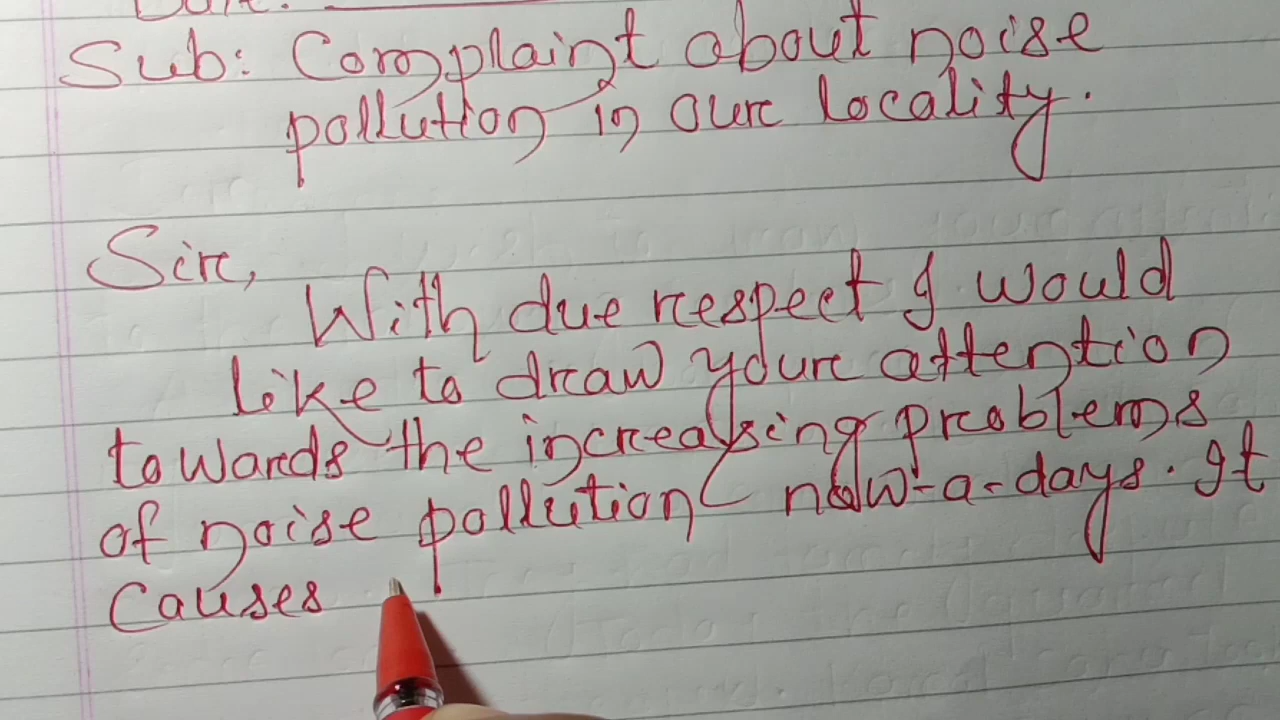 Date:
Sub: Complaint about noise
pollution in our locality.
Sir,
With due respect I would
like to draw your attention
towards the increasing problems
of noise pollution now-a-days. It
Causes